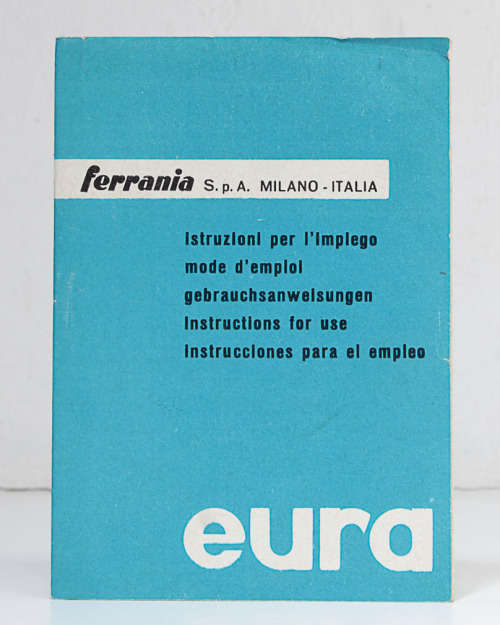 ferrania S.p.A. MILANO - ITALIA
istruzioni per l'impiego
mode d'emploi
gebrauchsanweisungen
instructions for use
instrucciones para el empleo
eura